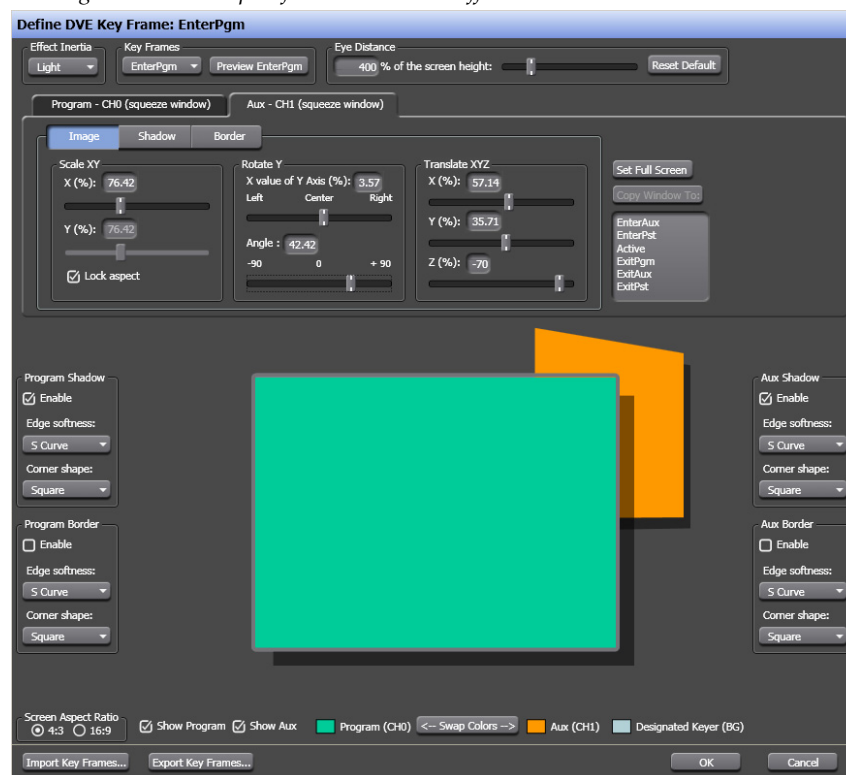 Define DVE Key Frame: EnterPgm
Effect Inertia
Light
Key Frames
EnterPgm
Preview EnterPgm
Eye Distance
400 % of the screen height:
Reset Default
Program - CH0 (squeeze window)
Aux - CH1 (squeeze window)
Image
Shadow
Border
Scale XY
X (%): 76.42
Y (%): 76.42
Lock aspect
Rotate Y
X value of Y Axis (%): 3.57
Left Center Right
Angle : 42.42
-90 0 + 90
Translate XYZ
X (%): 57.14
Y (%): 35.71
Z (%): -70
Set Full Screen
Copy Window To:
EnterAux
EnterPst
Active
ExitPgm
ExitAux
ExitPst
Program Shadow
Enable
Edge softness:
S Curve
Corner shape:
Square
Program Border
Enable
Edge softness:
S Curve
Corner shape:
Square
Aux Shadow
Enable
Edge softness:
S Curve
Corner shape:
Square
Aux Border
Enable
Edge softness:
S Curve
Corner shape:
Square
Screen Aspect Ratio
4:3 16:9
Show Program
Show Aux
Program (CH0)
<-- Swap Colors -->
Aux (CH1)
Designated Keyer (BG)
Import Key Frames...
Export Key Frames...
OK
Cancel